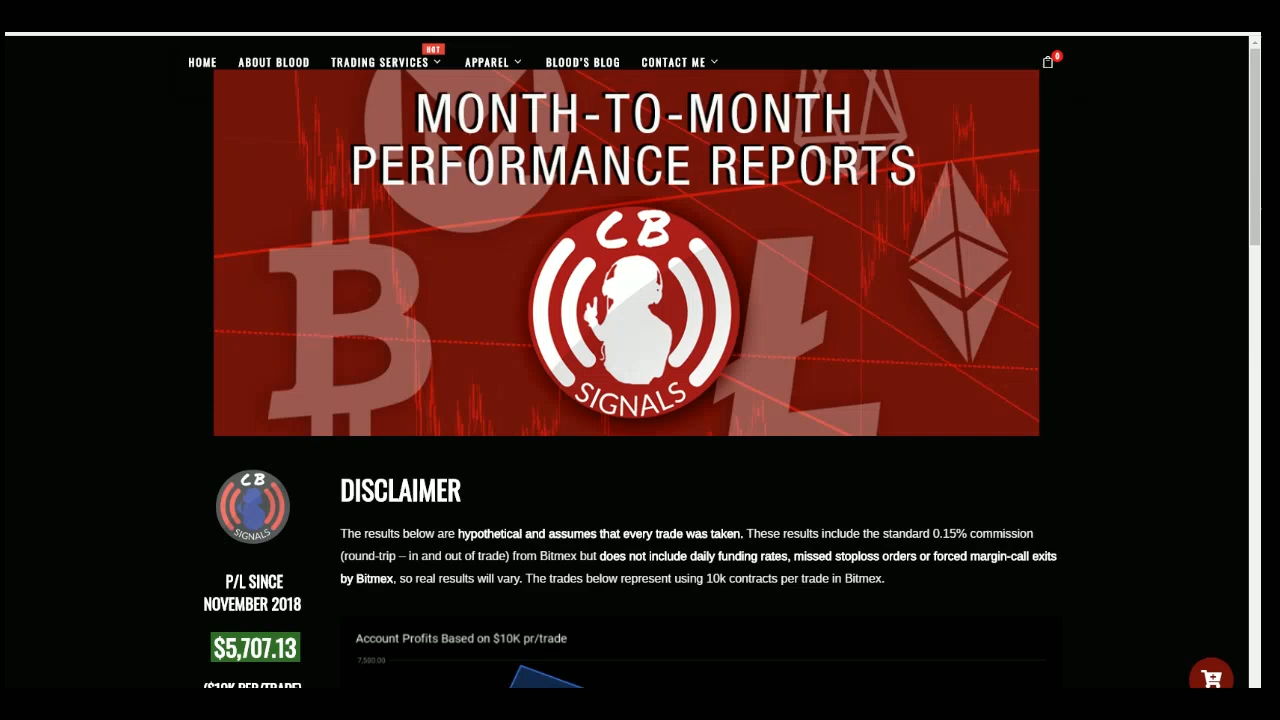 HOT
HOME ABOUT BLOOD TRADING SERVICES APPAREL BLOOD'S BLOG CONTACT ME 0
MONTH-TO-MONTH
PERFORMANCE REPORTS
CB
SIGNALS
CB
SIGNALS
P/L SINCE
NOVEMBER 2018
$5,707.13
($10K PER/TRADE)
DISCLAIMER
The results below are hypothetical and assumes that every trade was taken. These results include the standard 0.15% commission
(round-trip – in and out of trade) from Bitmex but does not include daily funding rates, missed stoploss orders or forced margin-call exits
by Bitmex, so real results will vary. The trades below represent using 10k contracts per trade in Bitmex.
Account Profits Based on $10K pr/trade
7,500.00